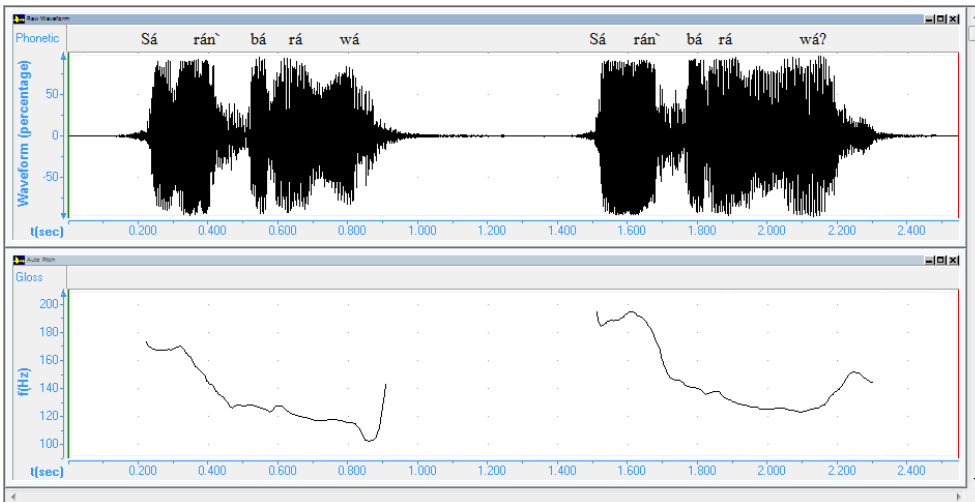 Raw Waveform
Phonetic Sá rán` bá rá wá Sá rán` bá rá wá?
Waveform (percentage)
50
0
-50
t(sec) 0.200 0.400 0.600 0.800 1.000 1.200 1.400 1.600 1.800 2.000 2.200 2.400
Auto Pitch
Gloss
f(Hz)
200
180
160
140
120
100
t(sec) 0.200 0.400 0.600 0.800 1.000 1.200 1.400 1.600 1.800 2.000 2.200 2.400